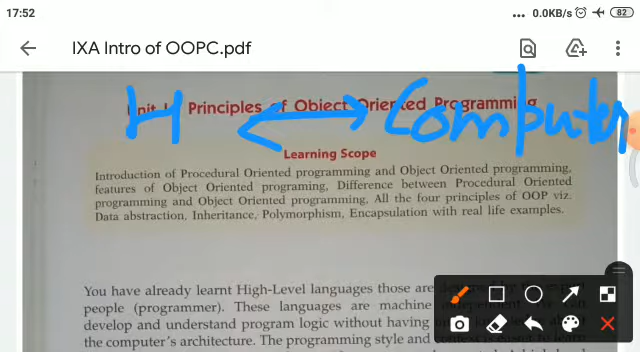 17:52 ... 0.0KB/s 82
IXA Intro of OOPC.pdf
Unit I Principles of Object Oriented Programming
H ↔ Computer
Learning Scope
Introduction of Procedural Oriented programming and Object Oriented programming,
features of Object Oriented programing, Difference between Procedural Oriented
programming and Object Oriented programming, All the four principles of OOP viz.
Data abstraction, Inheritance, Polymorphism, Encapsulation with real life examples.
You have already learnt High-Level languages those are
people (programmer). These languages are machine
develop and understand program logic without having
the computer's architecture. The programming style and